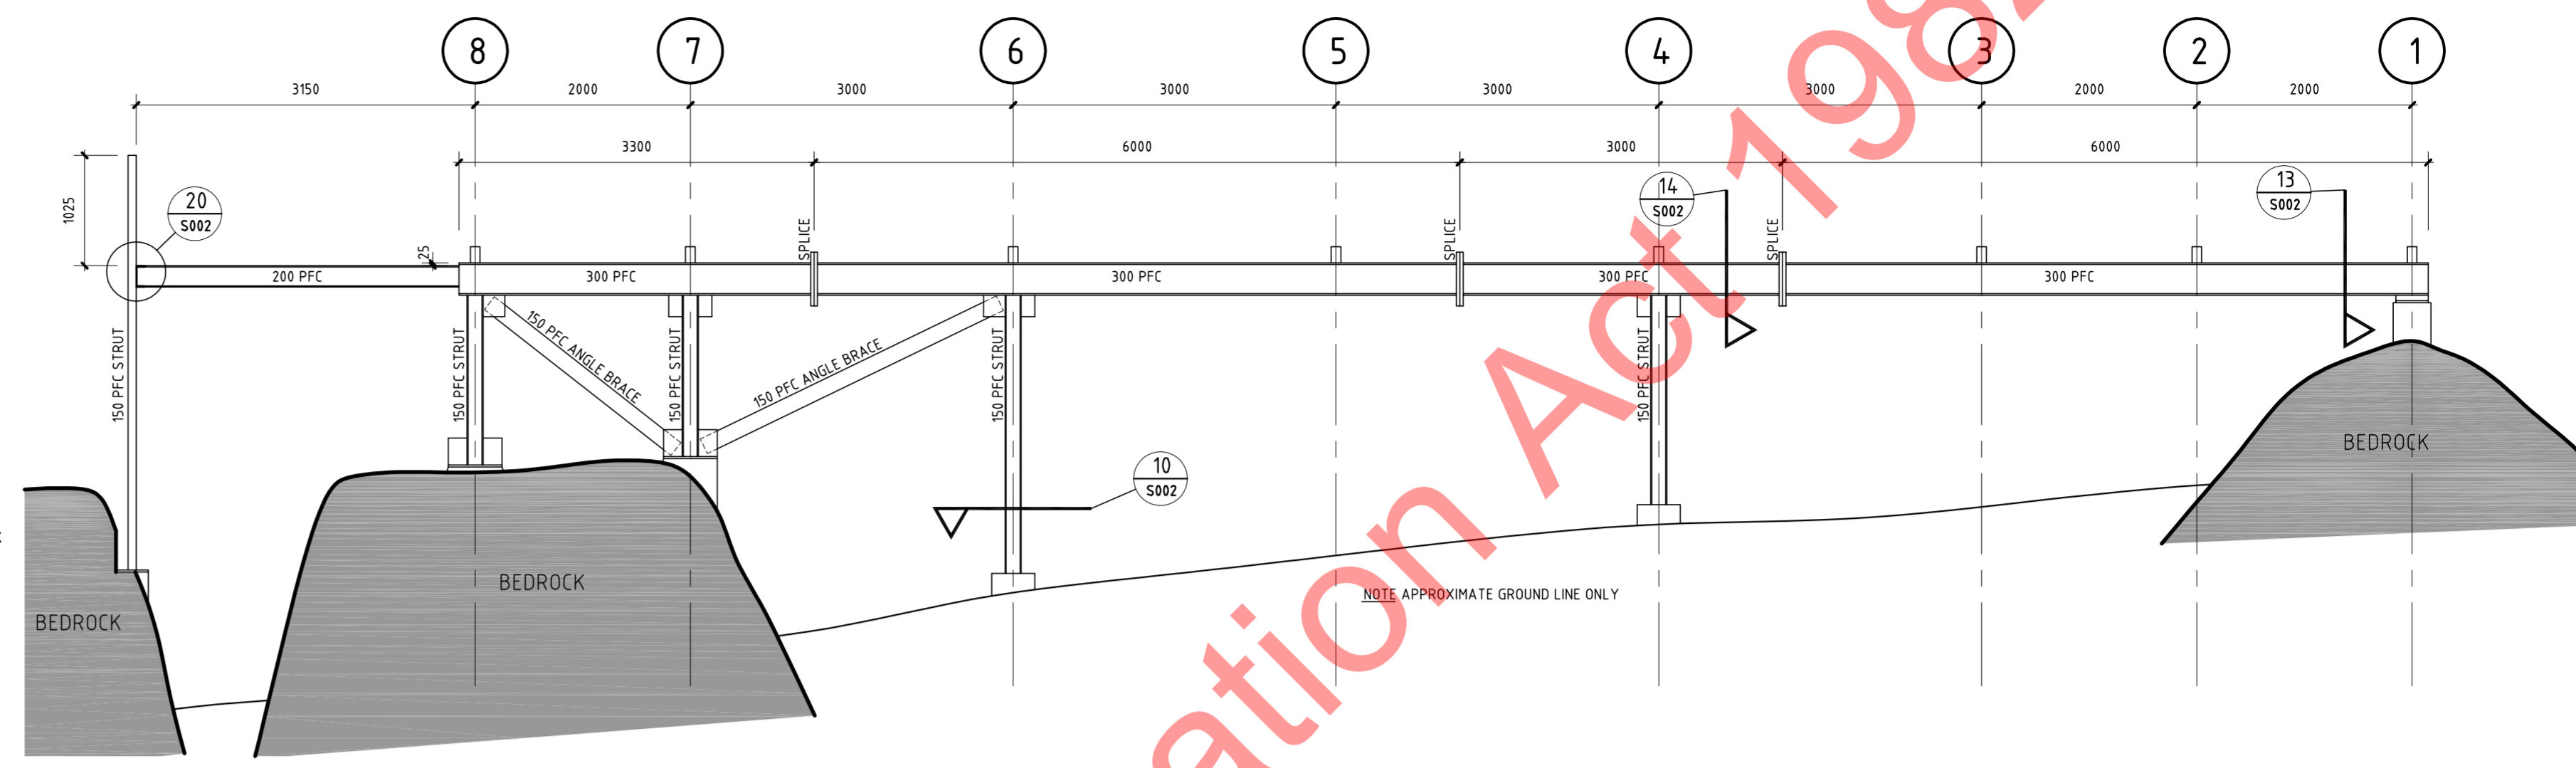 8 7 6 5 4 3 2 1
3150 2000 3000 3000 3000 3000 2000 2000
3300 6000 3000 6000
1025
20
S002
14
S002
13
S002
25
SPLICE
SPLICE
SPLICE
200 PFC
300 PFC
300 PFC
300 PFC
300 PFC
150 PFC STRUT
150 PFC STRUT
150 PFC ANGLE BRACE
150 PFC STRUT
150 PFC ANGLE BRACE
150 PFC STRUT
150 PFC STRUT
BEDROCK
10
S002
BEDROCK
NOTE APPROXIMATE GROUND LINE ONLY
BEDROCK
ation Act 198